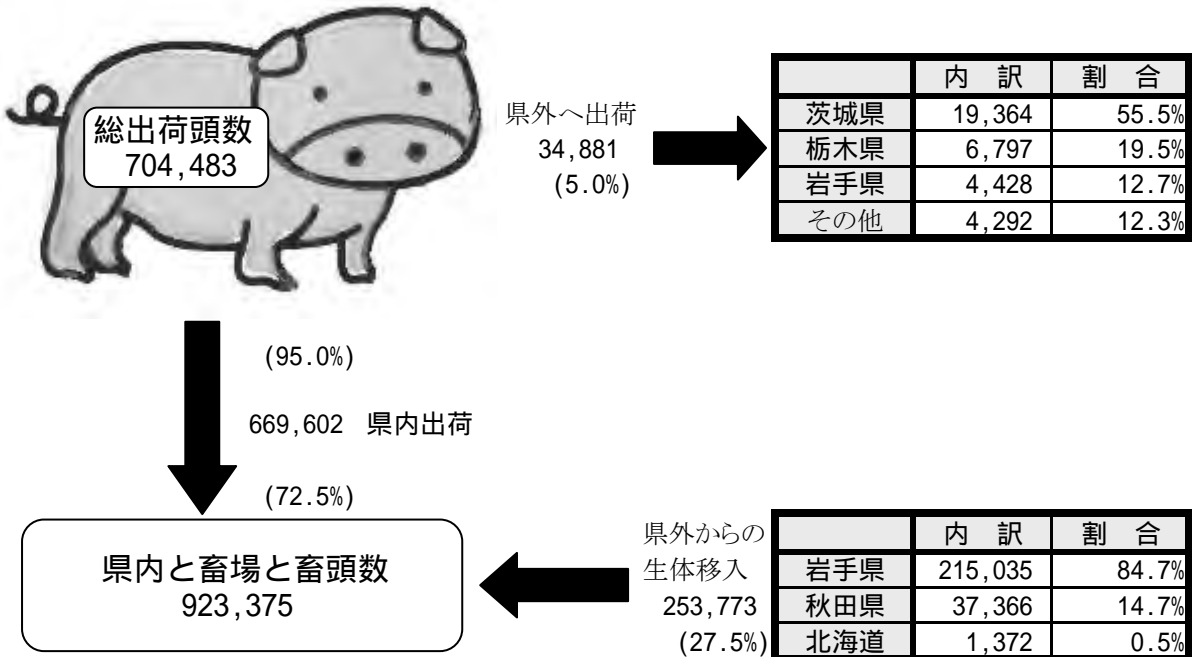 総出荷頭数
704,483
県外へ出荷
34,881
(5.0%)
内 訳 割 合
茨城県 19,364 55.5%
栃木県 6,797 19.5%
岩手県 4,428 12.7%
その他 4,292 12.3%
(95.0%)
669,602 県内出荷
(72.5%)
県内と畜場と畜頭数
923,375
県外からの
生体移入
253,773
(27.5%)
内 訳 割 合
岩手県 215,035 84.7%
秋田県 37,366 14.7%
北海道 1,372 0.5%